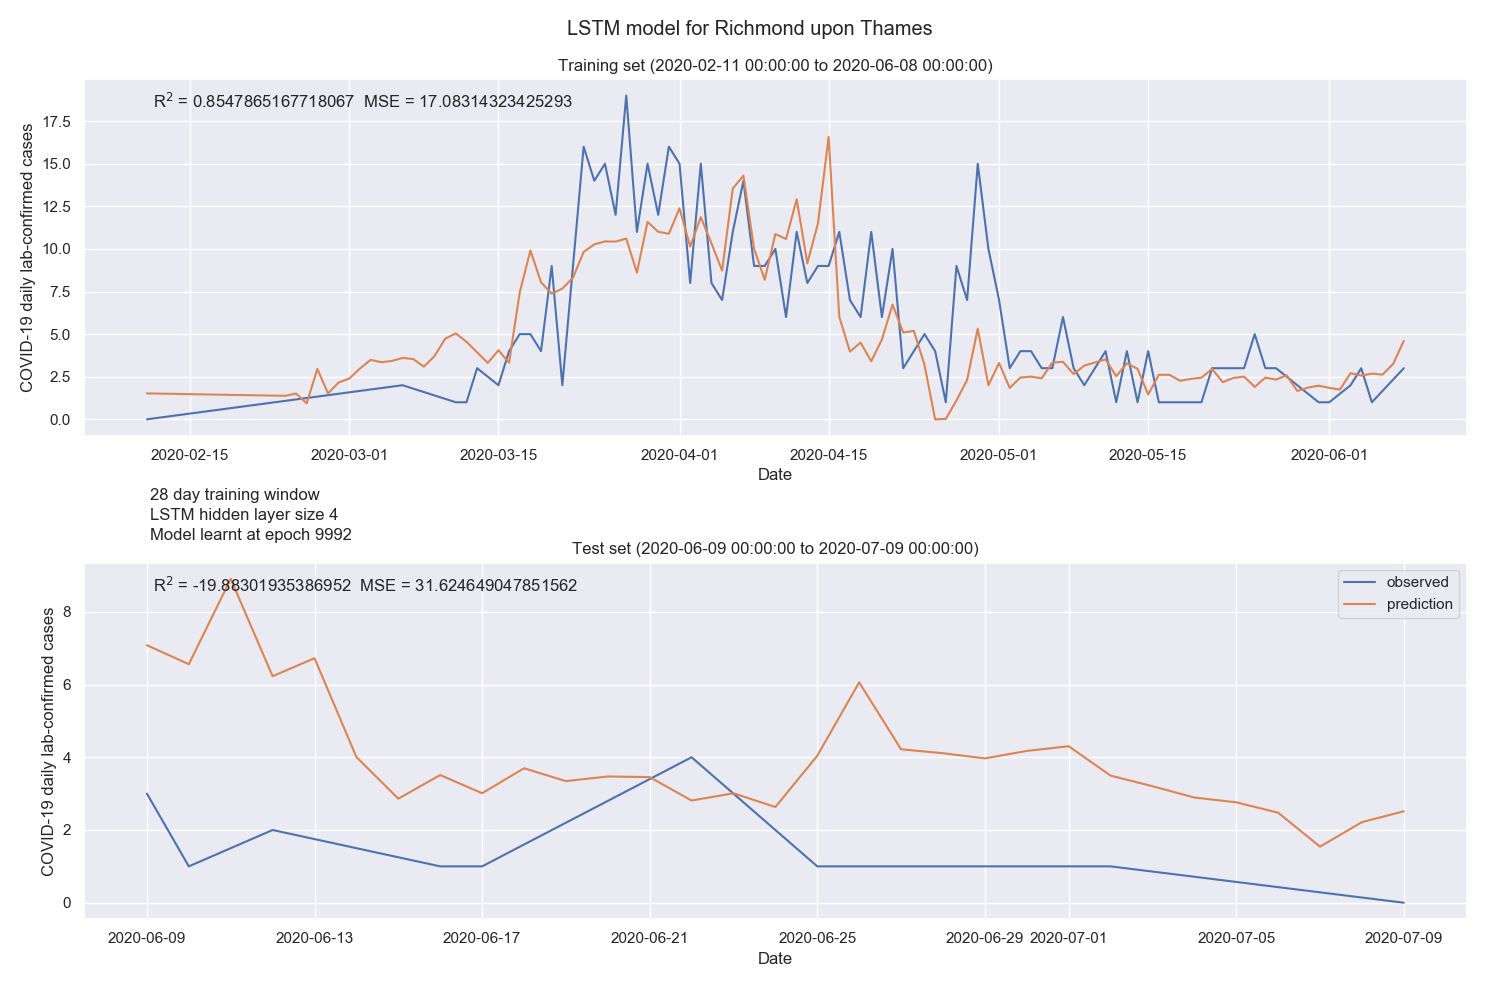 LSTM model for Richmond upon Thames
Training set (2020-02-11 00:00:00 to 2020-06-08 00:00:00)
R² = 0.8547865167718067 MSE = 17.08314323425293
COVID-19 daily lab-confirmed cases
17.5
15.0
12.5
10.0
7.5
5.0
2.5
0.0
2020-02-15 2020-03-01 2020-03-15 2020-04-01 2020-04-15 2020-05-01 2020-05-15 2020-06-01
Date
28 day training window
LSTM hidden layer size 4
Model learnt at epoch 9992
Test set (2020-06-09 00:00:00 to 2020-07-09 00:00:00)
R² = -19.88301935386952 MSE = 31.624649047851562
observed
prediction
COVID-19 daily lab-confirmed cases
8
6
4
2
0
2020-06-09 2020-06-13 2020-06-17 2020-06-21 2020-06-25 2020-06-29 2020-07-01 2020-07-05 2020-07-09
Date